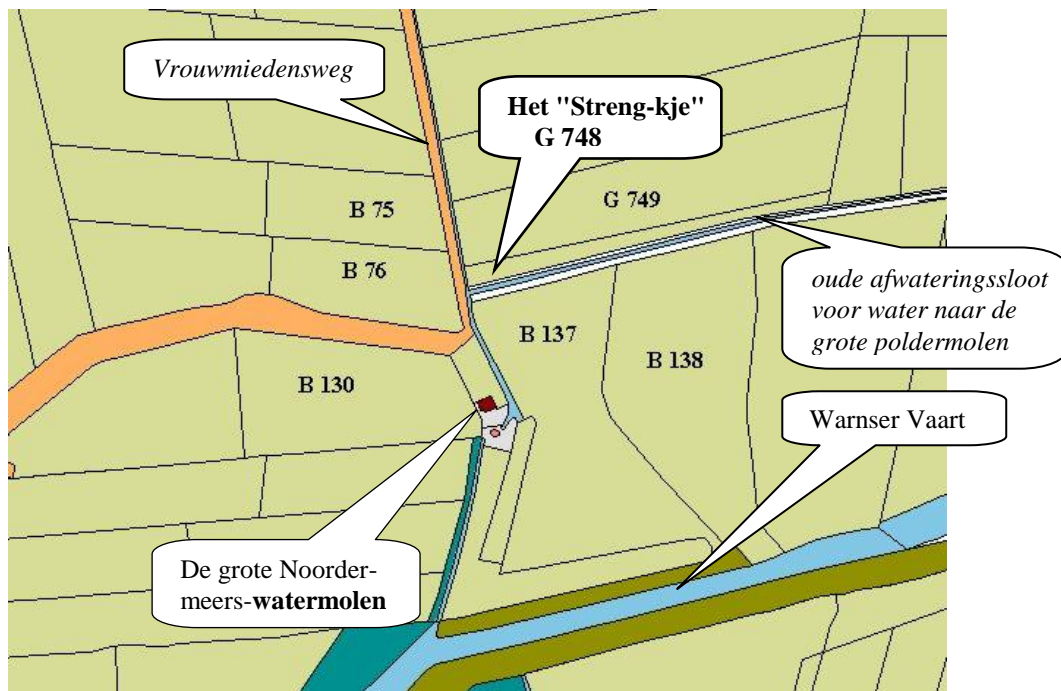 Vrouwmiedensweg
Het "Streng-kje"
G 748
B 75
G 749
B 76
oude afwateringssloot
voor water naar de
grote poldermolen
B 137
B 138
B 130
Warnser Vaart
De grote Noorder-
meers-watermolen